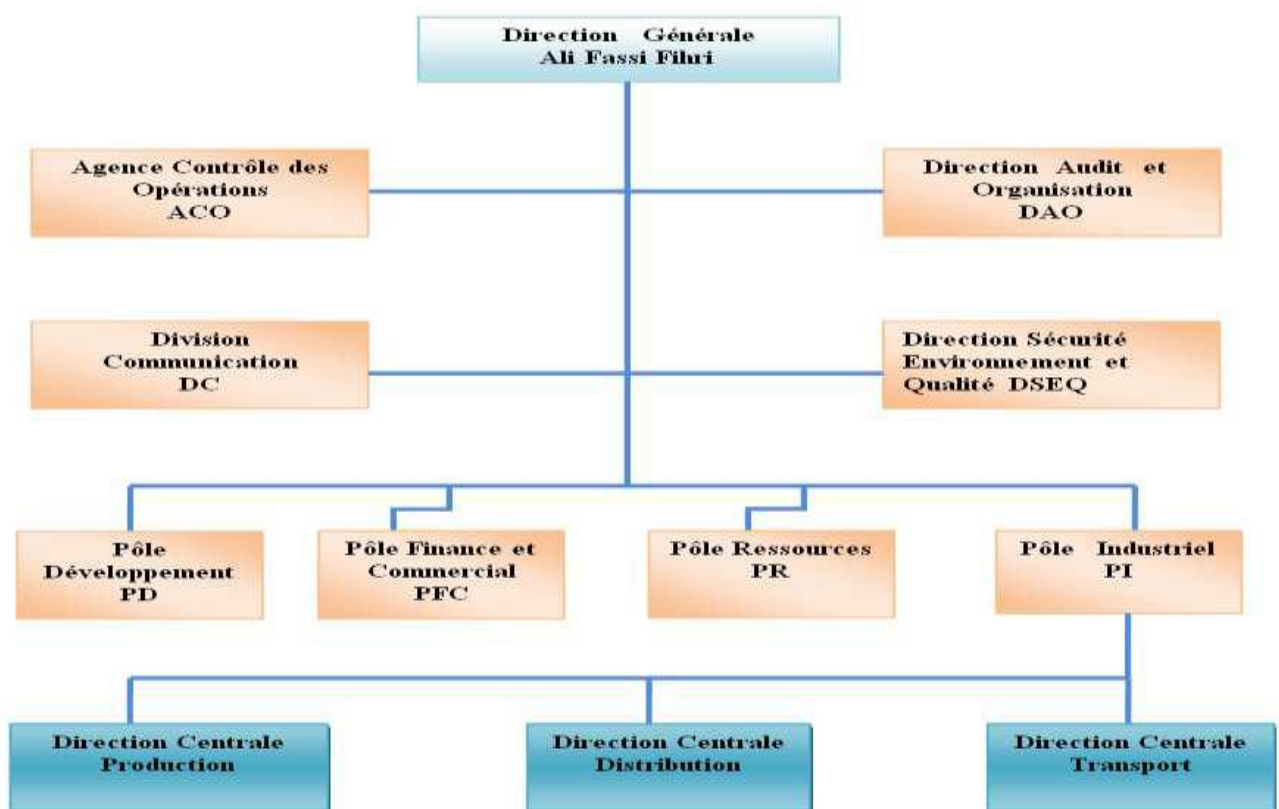 Direction Générale
Ali Fassi Fihri
Agence Contrôle des
Opérations
ACO
Direction Audit et
Organisation
DAO
Division
Communication
DC
Direction Sécurité
Environnement et
Qualité DSEQ
Pôle
Développement
PD
Pôle Finance et
Commercial
PFC
Pôle Ressources
PR
Pôle Industriel
PI
Direction Centrale
Production
Direction Centrale
Distribution
Direction Centrale
Transport